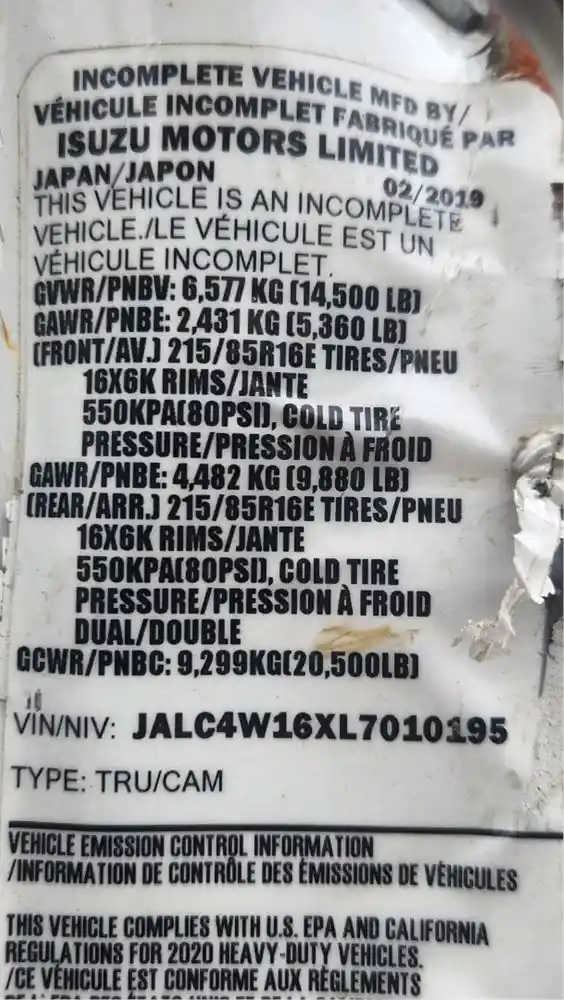 INCOMPLETE VEHICLE MFD BY/
VÉHICULE INCOMPLET FABRIQUÉ PAR
ISUZU MOTORS LIMITED
JAPAN/JAPON 02/2019
THIS VEHICLE IS AN INCOMPLETE
VEHICLE./LE VÉHICULE EST UN
VÉHICULE INCOMPLET.
GVWR/PNBV: 6,577 KG (14,500 LB)
GAWR/PNBE: 2,431 KG (5,360 LB)
(FRONT/AV.) 215/85R16E TIRES/PNEU
16X6K RIMS/JANTE
550KPA(80PSI), COLD TIRE
PRESSURE/PRESSION À FROID
GAWR/PNBE: 4,482 KG (9,880 LB)
(REAR/ARR.) 215/85R16E TIRES/PNEU
16X6K RIMS/JANTE
550KPA(80PSI), COLD TIRE
PRESSURE/PRESSION À FROID
DUAL/DOUBLE
GCWR/PNBC: 9,299KG(20,500LB)
VIN/NIV: JALC4W16XL7010195
TYPE: TRU/CAM
VEHICLE EMISSION CONTROL INFORMATION
/INFORMATION DE CONTRÔLE DES ÉMISSIONS DE VÉHICULES
THIS VEHICLE COMPLIES WITH U.S. EPA AND CALIFORNIA
REGULATIONS FOR 2020 HEAVY-DUTY VEHICLES.
/CE VÉHICULE EST CONFORME AUX RÈGLEMENTS